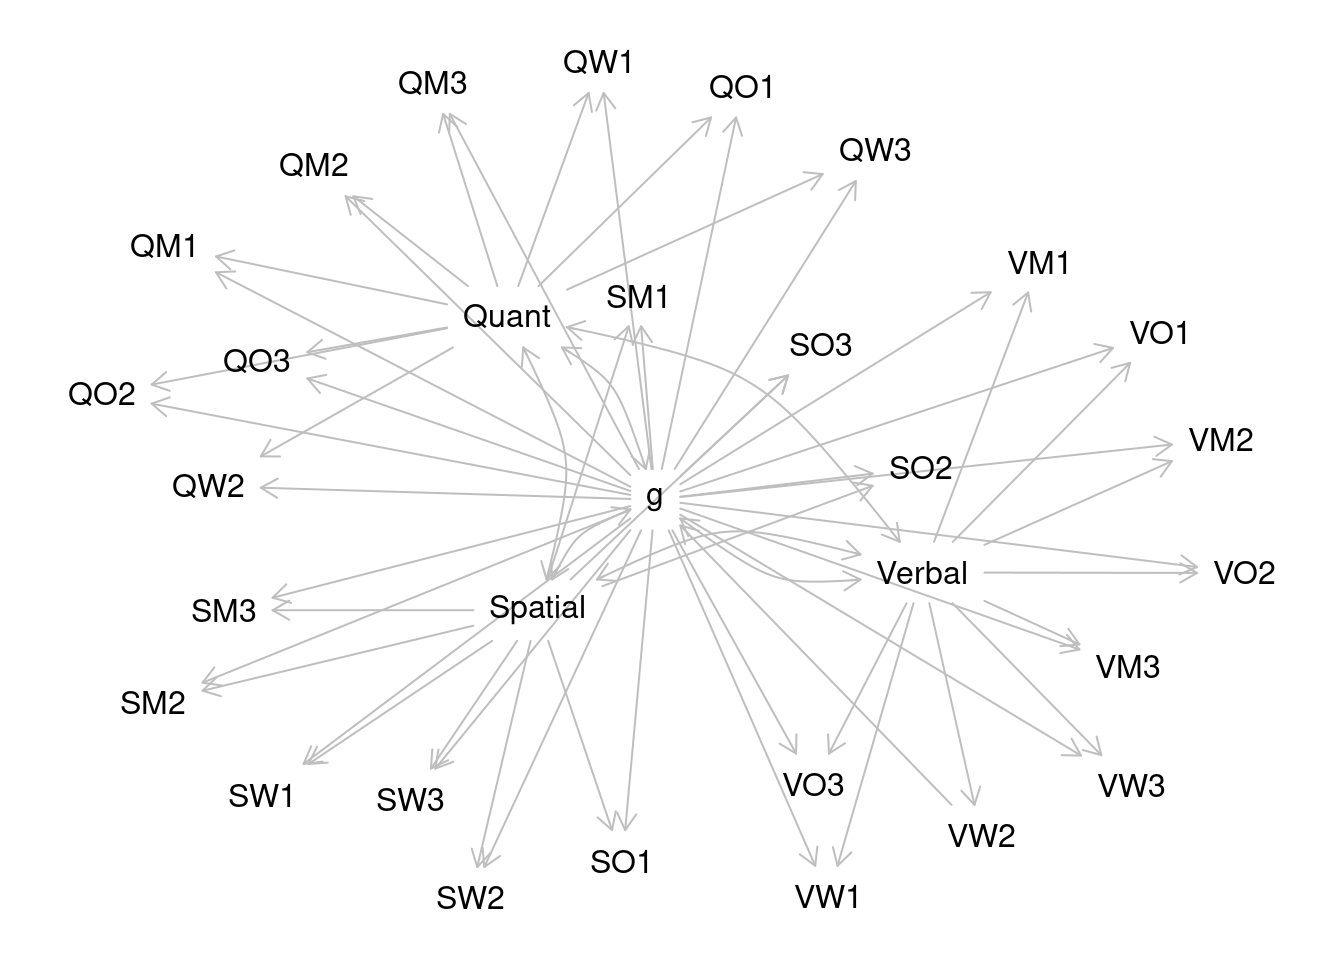 QW1
QM3
QO1
QW3
QM2
QM1
VM1
SM1
Quant
VO1
SO3
QO3
QO2
VM2
SO2
QW2
g
Verbal
VO2
Spatial
SM3
VM3
SM2
VO3
VW3
SW1
SW3
VW2
SO1
VW1
SW2